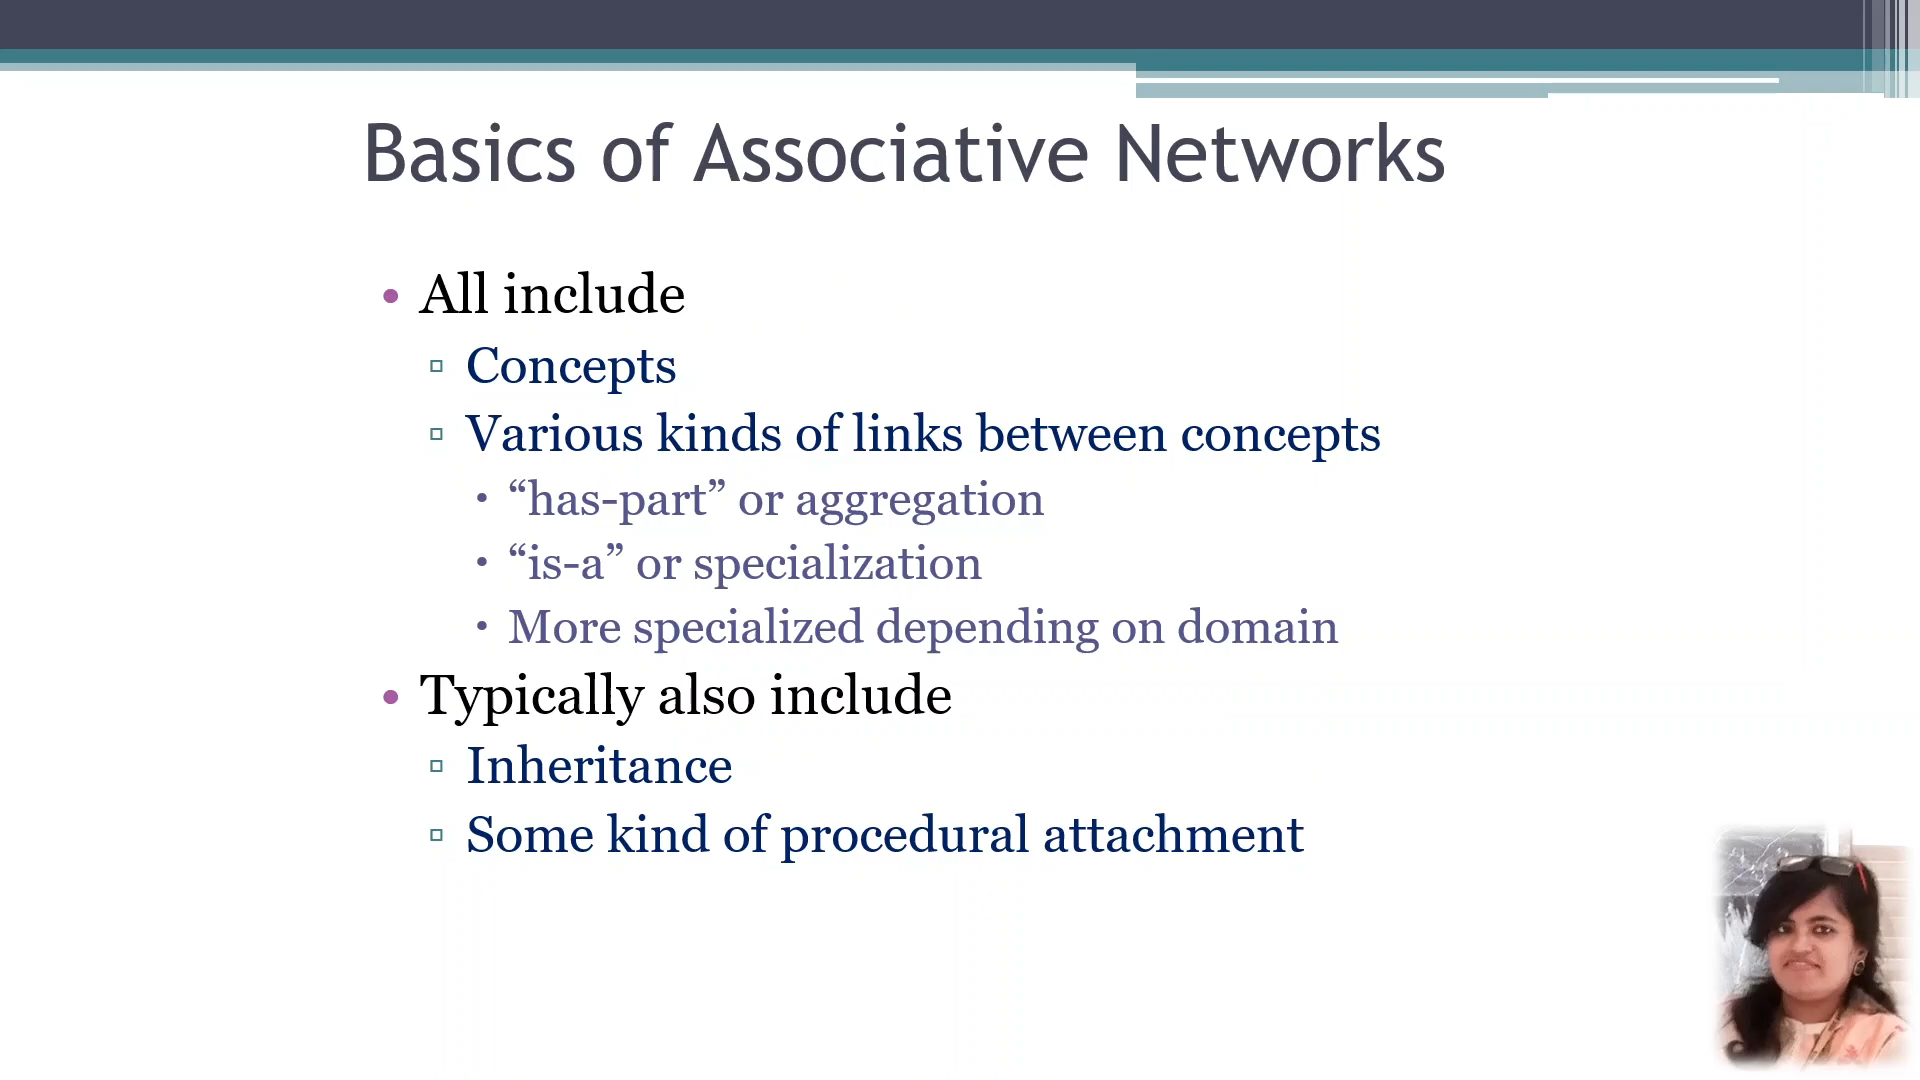 Basics of Associative Networks
• All include
▫ Concepts
▫ Various kinds of links between concepts
• “has-part” or aggregation
• “is-a” or specialization
• More specialized depending on domain
• Typically also include
▫ Inheritance
▫ Some kind of procedural attachment